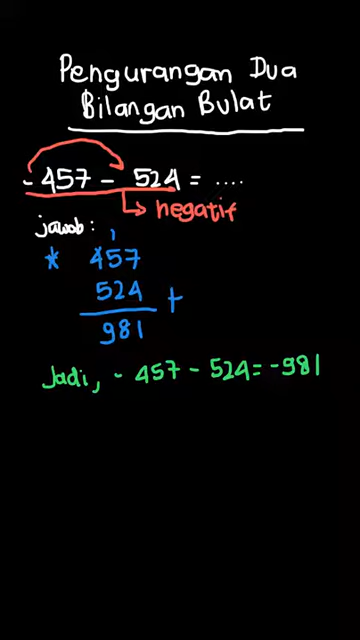 Pengurangan Dua
Bilangan Bulat
- 457 - 524 = ....
negatif
jawab :
1
* 457
524 +
981
Jadi, - 457 - 524 = -981